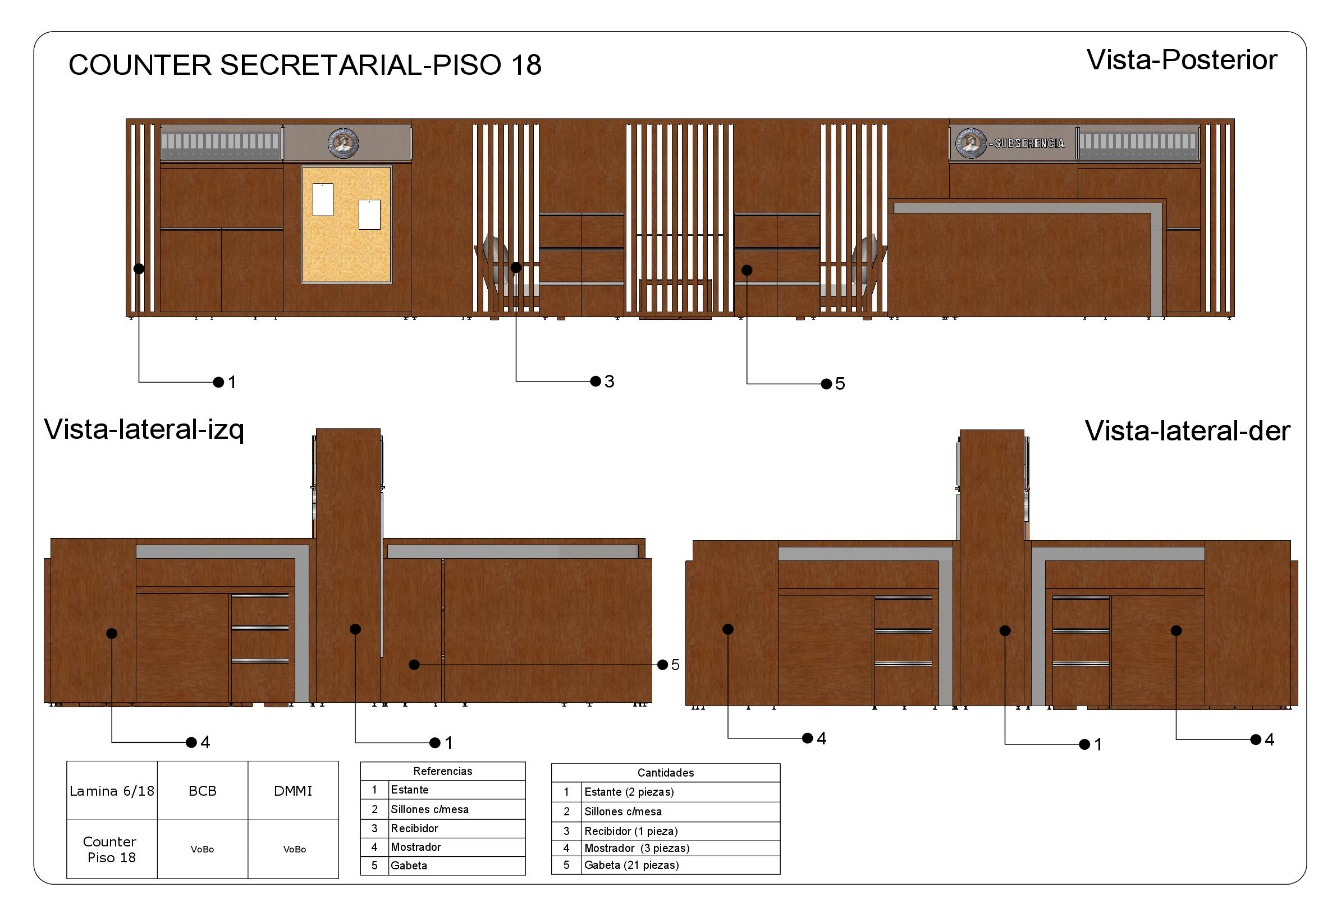 COUNTER SECRETARIAL-PISO 18
Vista-Posterior
-SUBGERENCIA
1
3
5
Vista-lateral-izq
Vista-lateral-der
5
4
1
4
1
4
Lamina 6/18 BCB DMMI
Counter
Piso 18
VoBo VoBo
Referencias
1 Estante
2 Sillones c/mesa
3 Recibidor
4 Mostrador
5 Gabeta
Cantidades
1 Estante (2 piezas)
2 Sillones c/mesa
3 Recibidor (1 pieza)
4 Mostrador (3 piezas)
5 Gabeta (21 piezas)